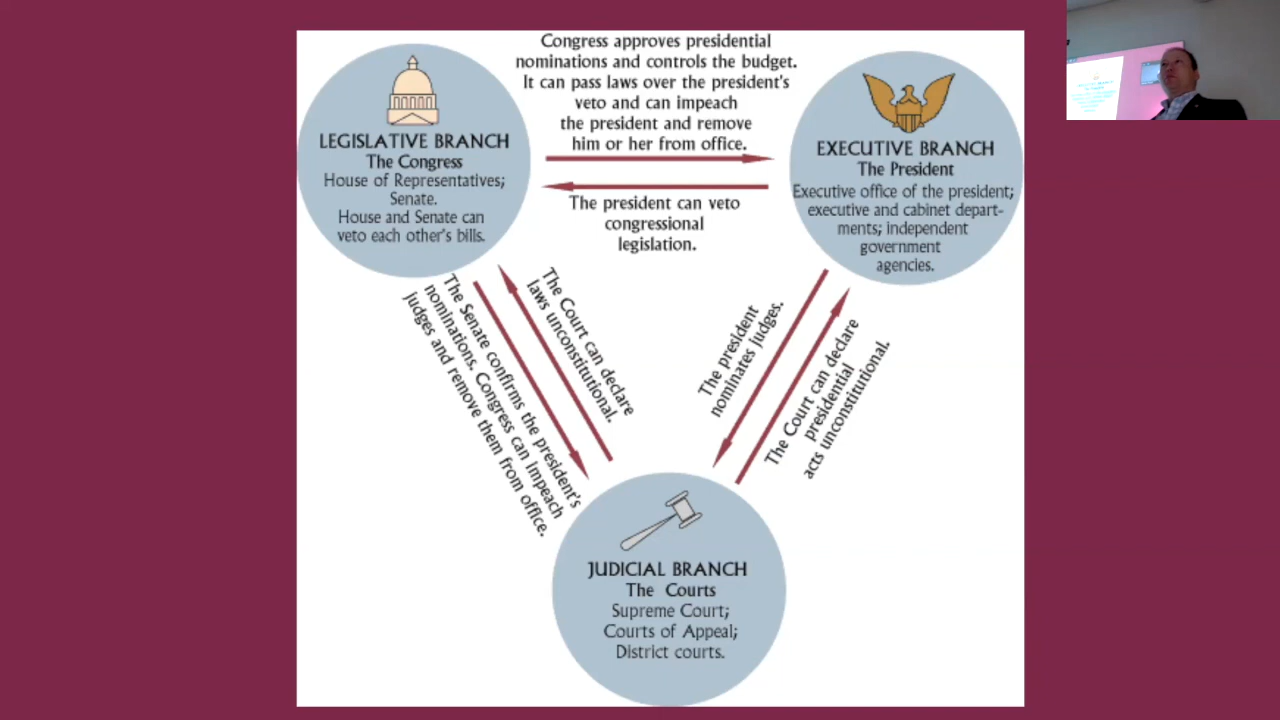 Congress approves presidential
nominations and controls the budget.
It can pass laws over the president's
veto and can impeach
the president and remove
him or her from office.
LEGISLATIVE BRANCH
The Congress
House of Representatives;
Senate.
House and Senate can
veto each other's bills.
EXECUTIVE BRANCH
The President
Executive office of the president;
executive and cabinet depart-
ments; independent
government
agencies.
The president can veto
congressional
legislation.
The Senate confirms the president's
nominations. Congress can impeach
judges and remove them from office.
The Court can declare
laws unconstitutional.
The president
nominates judges.
The Court can declare
presidential
acts unconstitutional.
JUDICIAL BRANCH
The Courts
Supreme Court;
Courts of Appeal;
District courts.